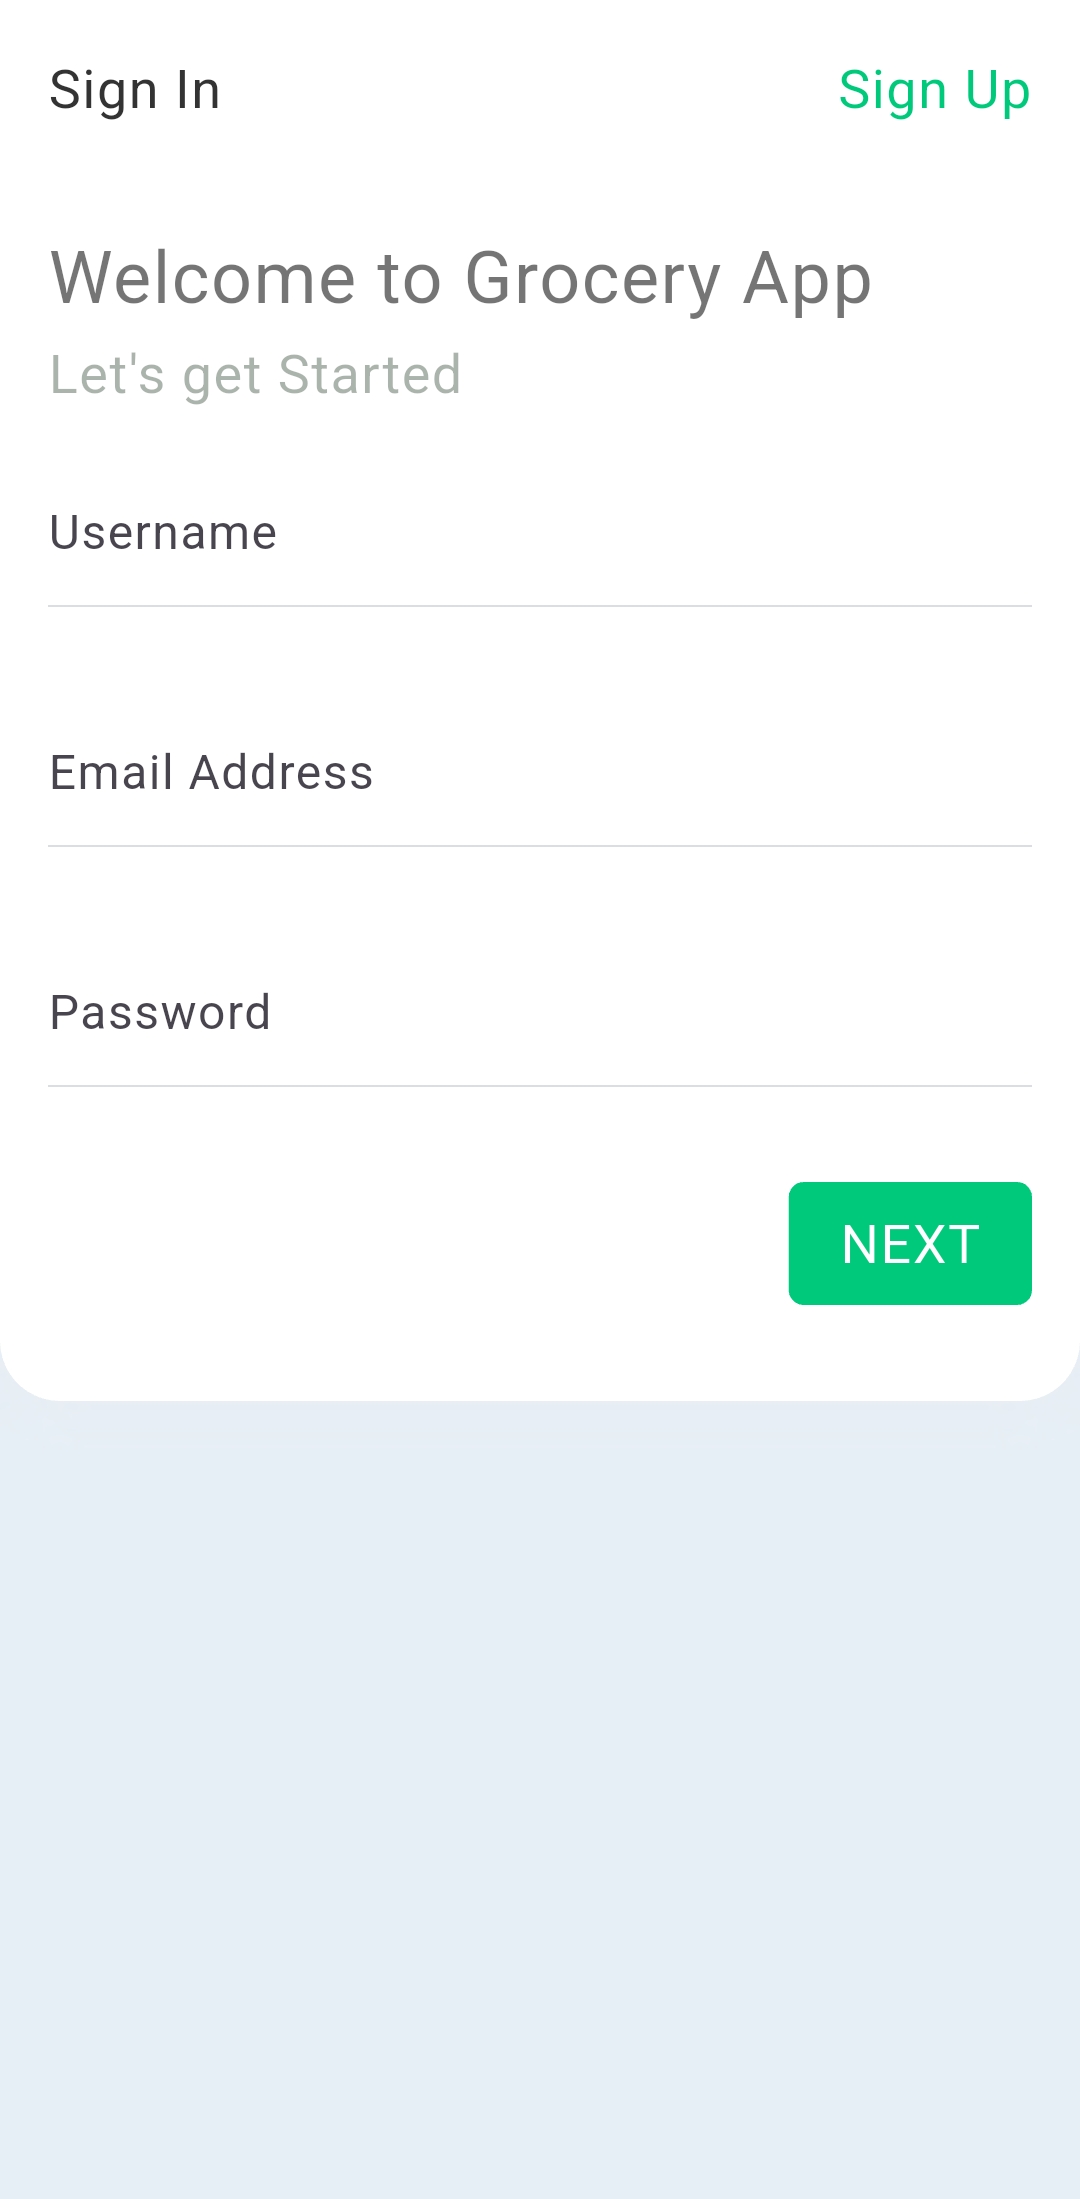 Sign In
Sign Up
Welcome to Grocery App
Let's get Started
Username
Email Address
Password
NEXT